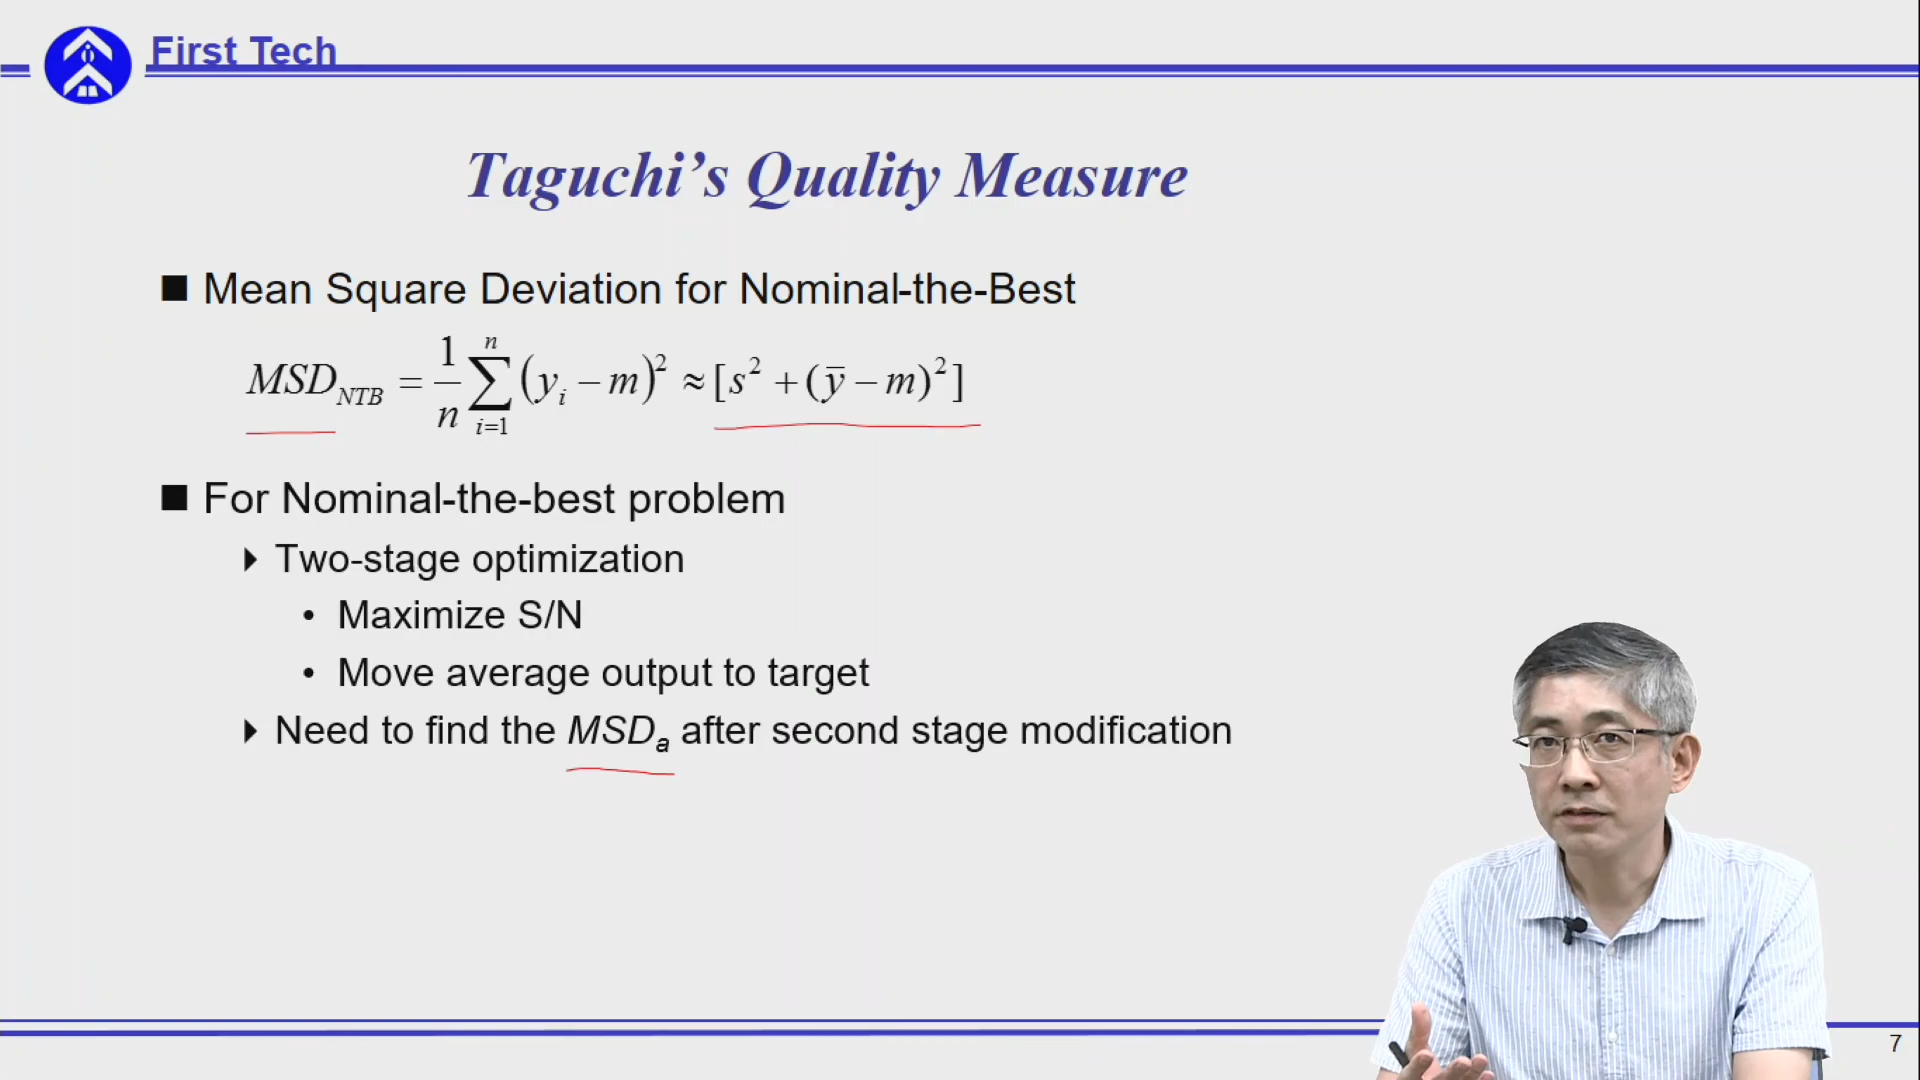 First Tech
Taguchi's Quality Measure
■ Mean Square Deviation for Nominal-the-Best
MSD_NTB = 1/n ∑_{i=1}^{n} (y_i − m)² ≈ [s² + (ȳ − m)²]
■ For Nominal-the-best problem
▶ Two-stage optimization
• Maximize S/N
• Move average output to target
▶ Need to find the MSD_a after second stage modification
7